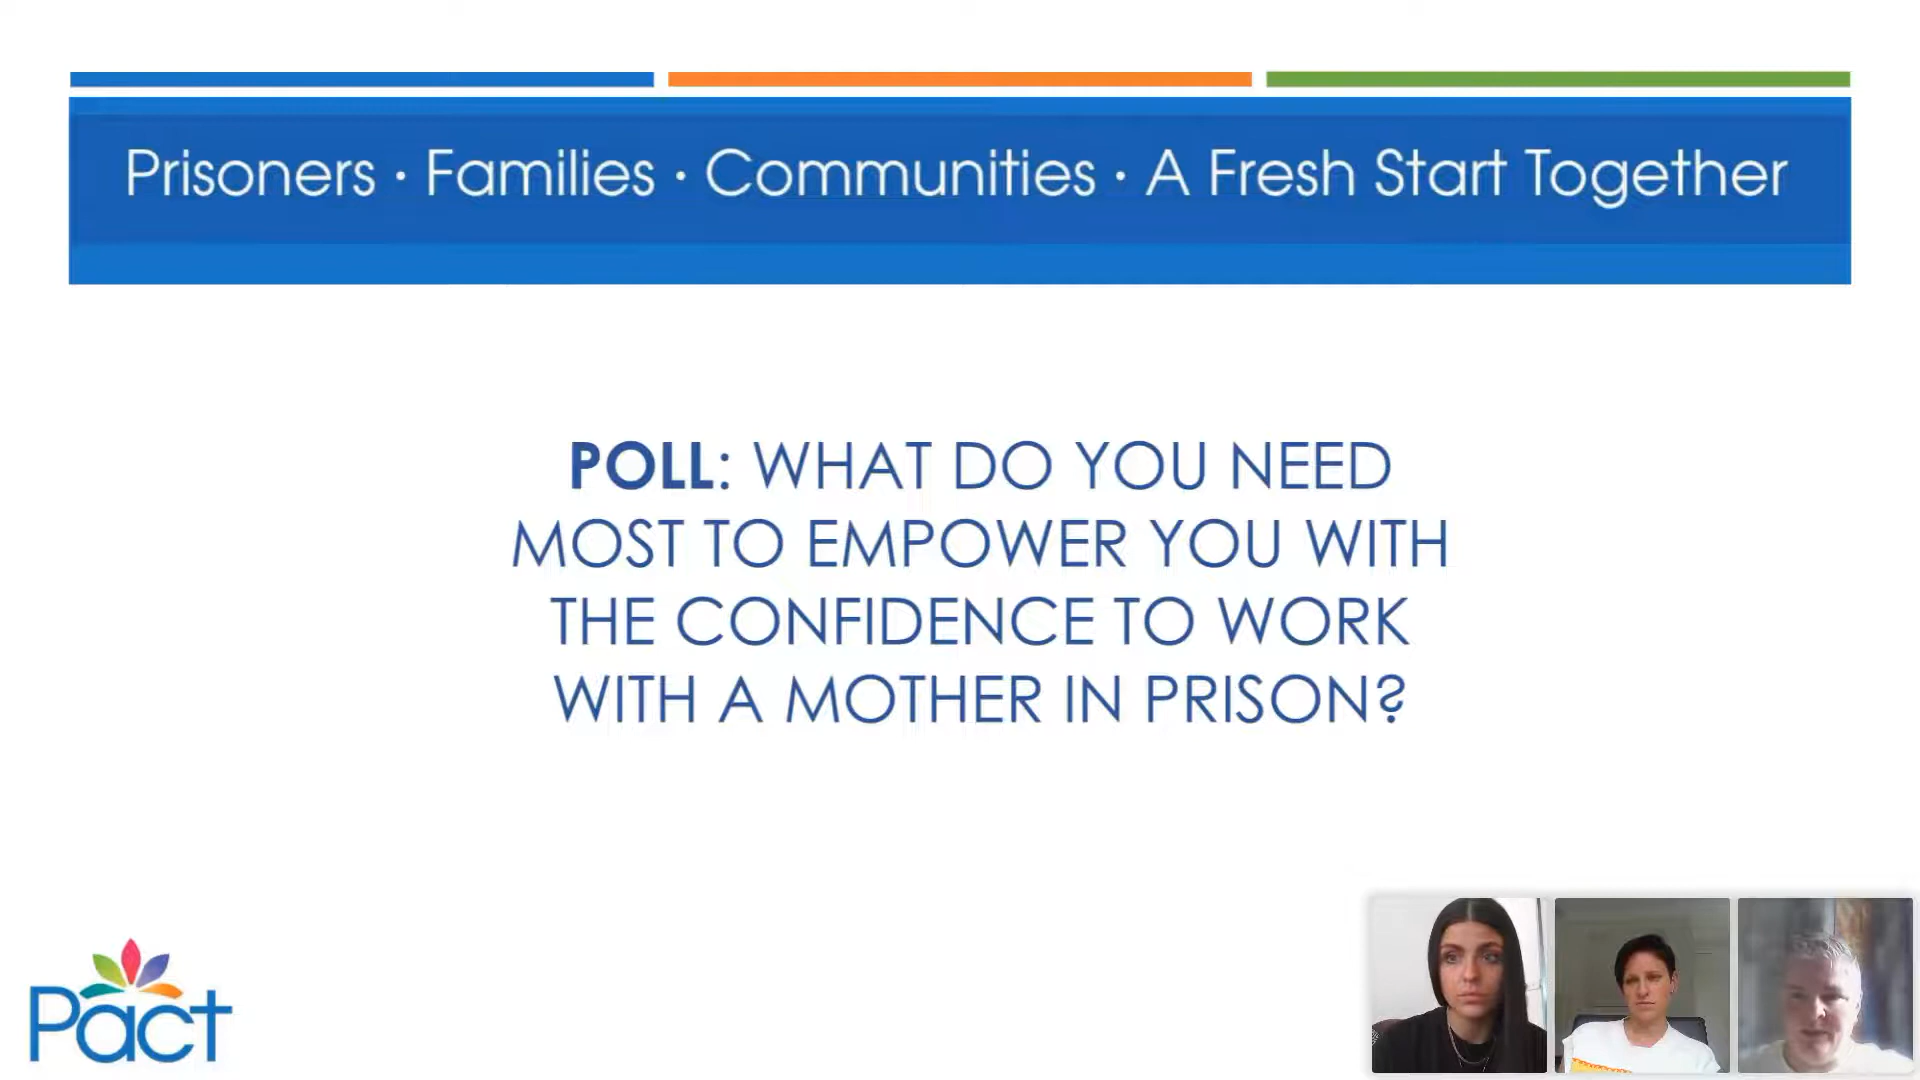 Prisoners · Families · Communities · A Fresh Start Together
POLL: WHAT DO YOU NEED
MOST TO EMPOWER YOU WITH
THE CONFIDENCE TO WORK
WITH A MOTHER IN PRISON?
Pact